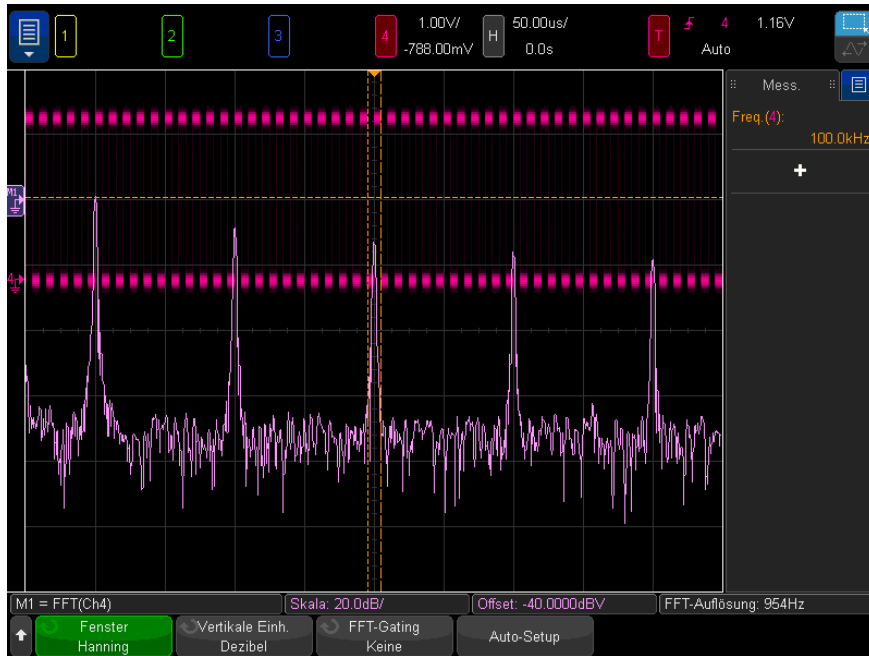 1 2 3 4 1.00V/ H 50.00us/ T 4 1.16V
-788.00mV 0.0s Auto
Mess.
Freq.(4):
100.0kHz
+
M1
4
M1 = FFT(Ch4) Skala: 20.0dB/ Offset: -40.0000dBV FFT-Auflösung: 954Hz
Fenster Vertikale Einh. FFT-Gating Auto-Setup
Hanning Dezibel Keine